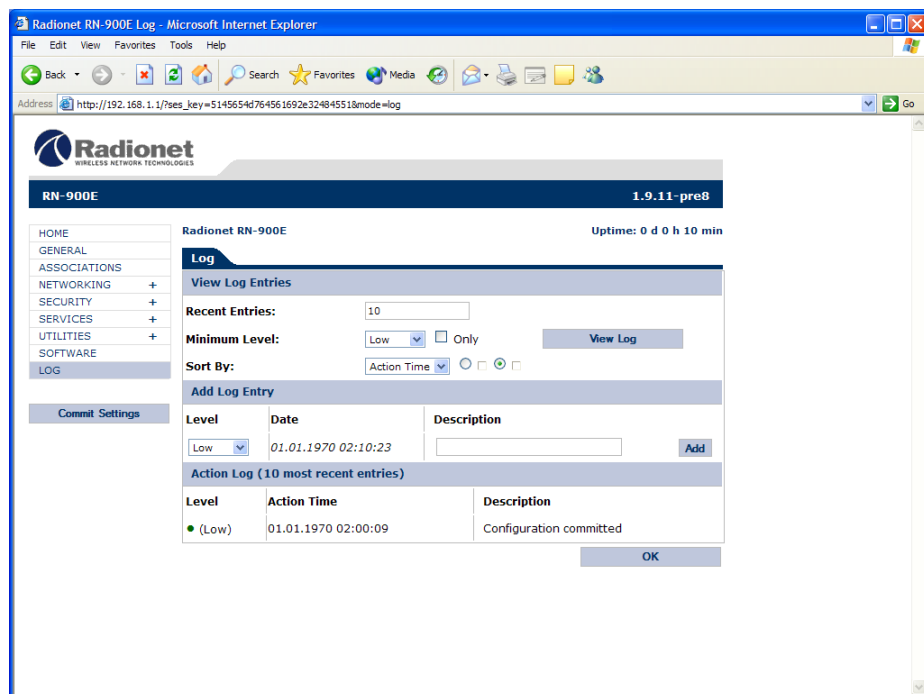 Radionet RN-900E Log - Microsoft Internet Explorer
File Edit View Favorites Tools Help
Back Search Favorites Media
Address http://192.168.1.1/?ses_key=5145654d764561692e32484551&mode=log Go
Radionet
WIRELESS NETWORK TECHNOLOGIES
RN-900E 1.9.11-pre8
HOME
GENERAL
ASSOCIATIONS
NETWORKING +
SECURITY +
SERVICES +
UTILITIES +
SOFTWARE
LOG
Commit Settings
Radionet RN-900E Uptime: 0 d 0 h 10 min
Log
View Log Entries
Recent Entries: 10
Minimum Level: Low Only View Log
Sort By: Action Time
Add Log Entry
Level Date Description
Low 01.01.1970 02:10:23 Add
Action Log (10 most recent entries)
Level Action Time Description
(Low) 01.01.1970 02:00:09 Configuration committed
OK